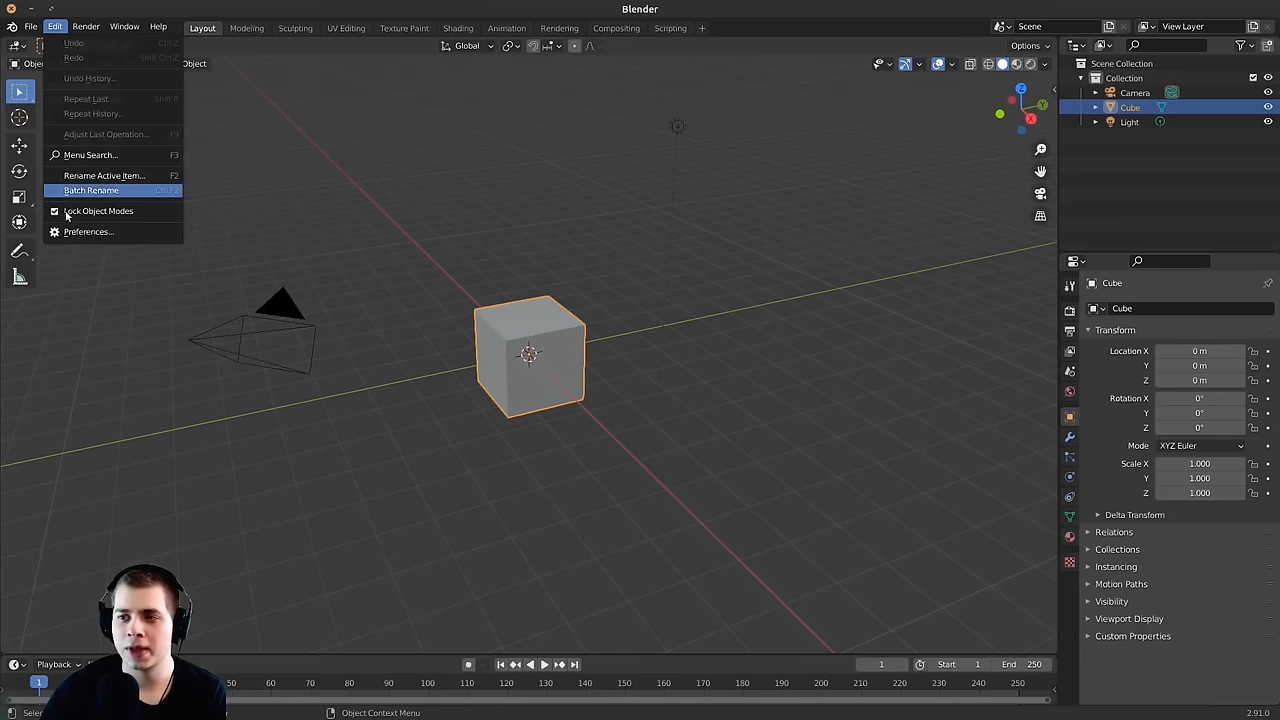 Blender
File Edit Render Window Help
Layout Modeling Sculpting UV Editing Texture Paint Shading Animation Rendering Compositing Scripting +
Scene
View Layer
Global
Options
Object
Undo Ctrl Z
Redo Shift Ctrl Z
Undo History...
Repeat Last Shift R
Repeat History...
Adjust Last Operation... F9
Menu Search... F3
Rename Active Item... F2
Batch Rename Ctrl F2
Lock Object Modes
Preferences...
Z
Y
X
Scene Collection
Collection
Camera
Cube
Light
Cube
Cube
Transform
Location X 0 m
Y 0 m
Z 0 m
Rotation X 0°
Y 0°
Z 0°
Mode XYZ Euler
Scale X 1.000
Y 1.000
Z 1.000
Delta Transform
Relations
Collections
Instancing
Motion Paths
Visibility
Viewport Display
Custom Properties
Playback
1 Start 1 End 250
1 50 60 70 80 90 100 110 120 130 140 150 160 170 180 190 200 210 220 230 240 250
Selec
Object Context Menu
2.91.0